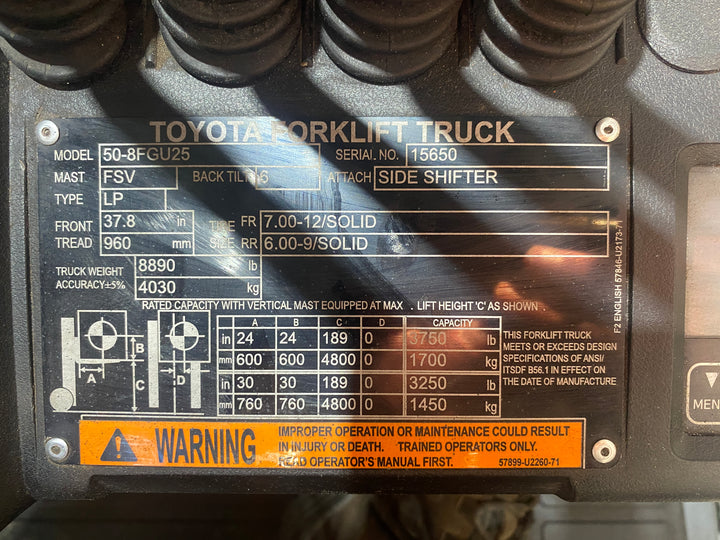 TOYOTA FORKLIFT TRUCK
MODEL 50-8FGU25 SERIAL. NO. 15650
MAST. FSV BACK TILT 6 ATTACH. SIDE SHIFTER
TYPE LP
FRONT TREAD 37.8 in 960 mm
TIRE SIZE FR 7.00-12/SOLID
RR 6.00-9/SOLID
TRUCK WEIGHT 8890 lb
ACCURACY±5% 4030 kg
RATED CAPACITY WITH VERTICAL MAST EQUIPPED AT MAX . LIFT HEIGHT 'C' AS SHOWN .
A B C D CAPACITY
in 24 24 189 0 3750 lb
mm 600 600 4800 0 1700 kg
in 30 30 189 0 3250 lb
mm 760 760 4800 0 1450 kg
A B C D
THIS FORKLIFT TRUCK
MEETS OR EXCEEDS DESIGN
SPECIFICATIONS OF ANSI/
ITSDF B56.1 IN EFFECT ON
THE DATE OF MANUFACTURE
F2 ENGLISH 57846-U2173-71
WARNING
IMPROPER OPERATION OR MAINTENANCE COULD RESULT
IN INJURY OR DEATH. TRAINED OPERATORS ONLY.
READ OPERATOR'S MANUAL FIRST. 57899-U2260-71
MEN